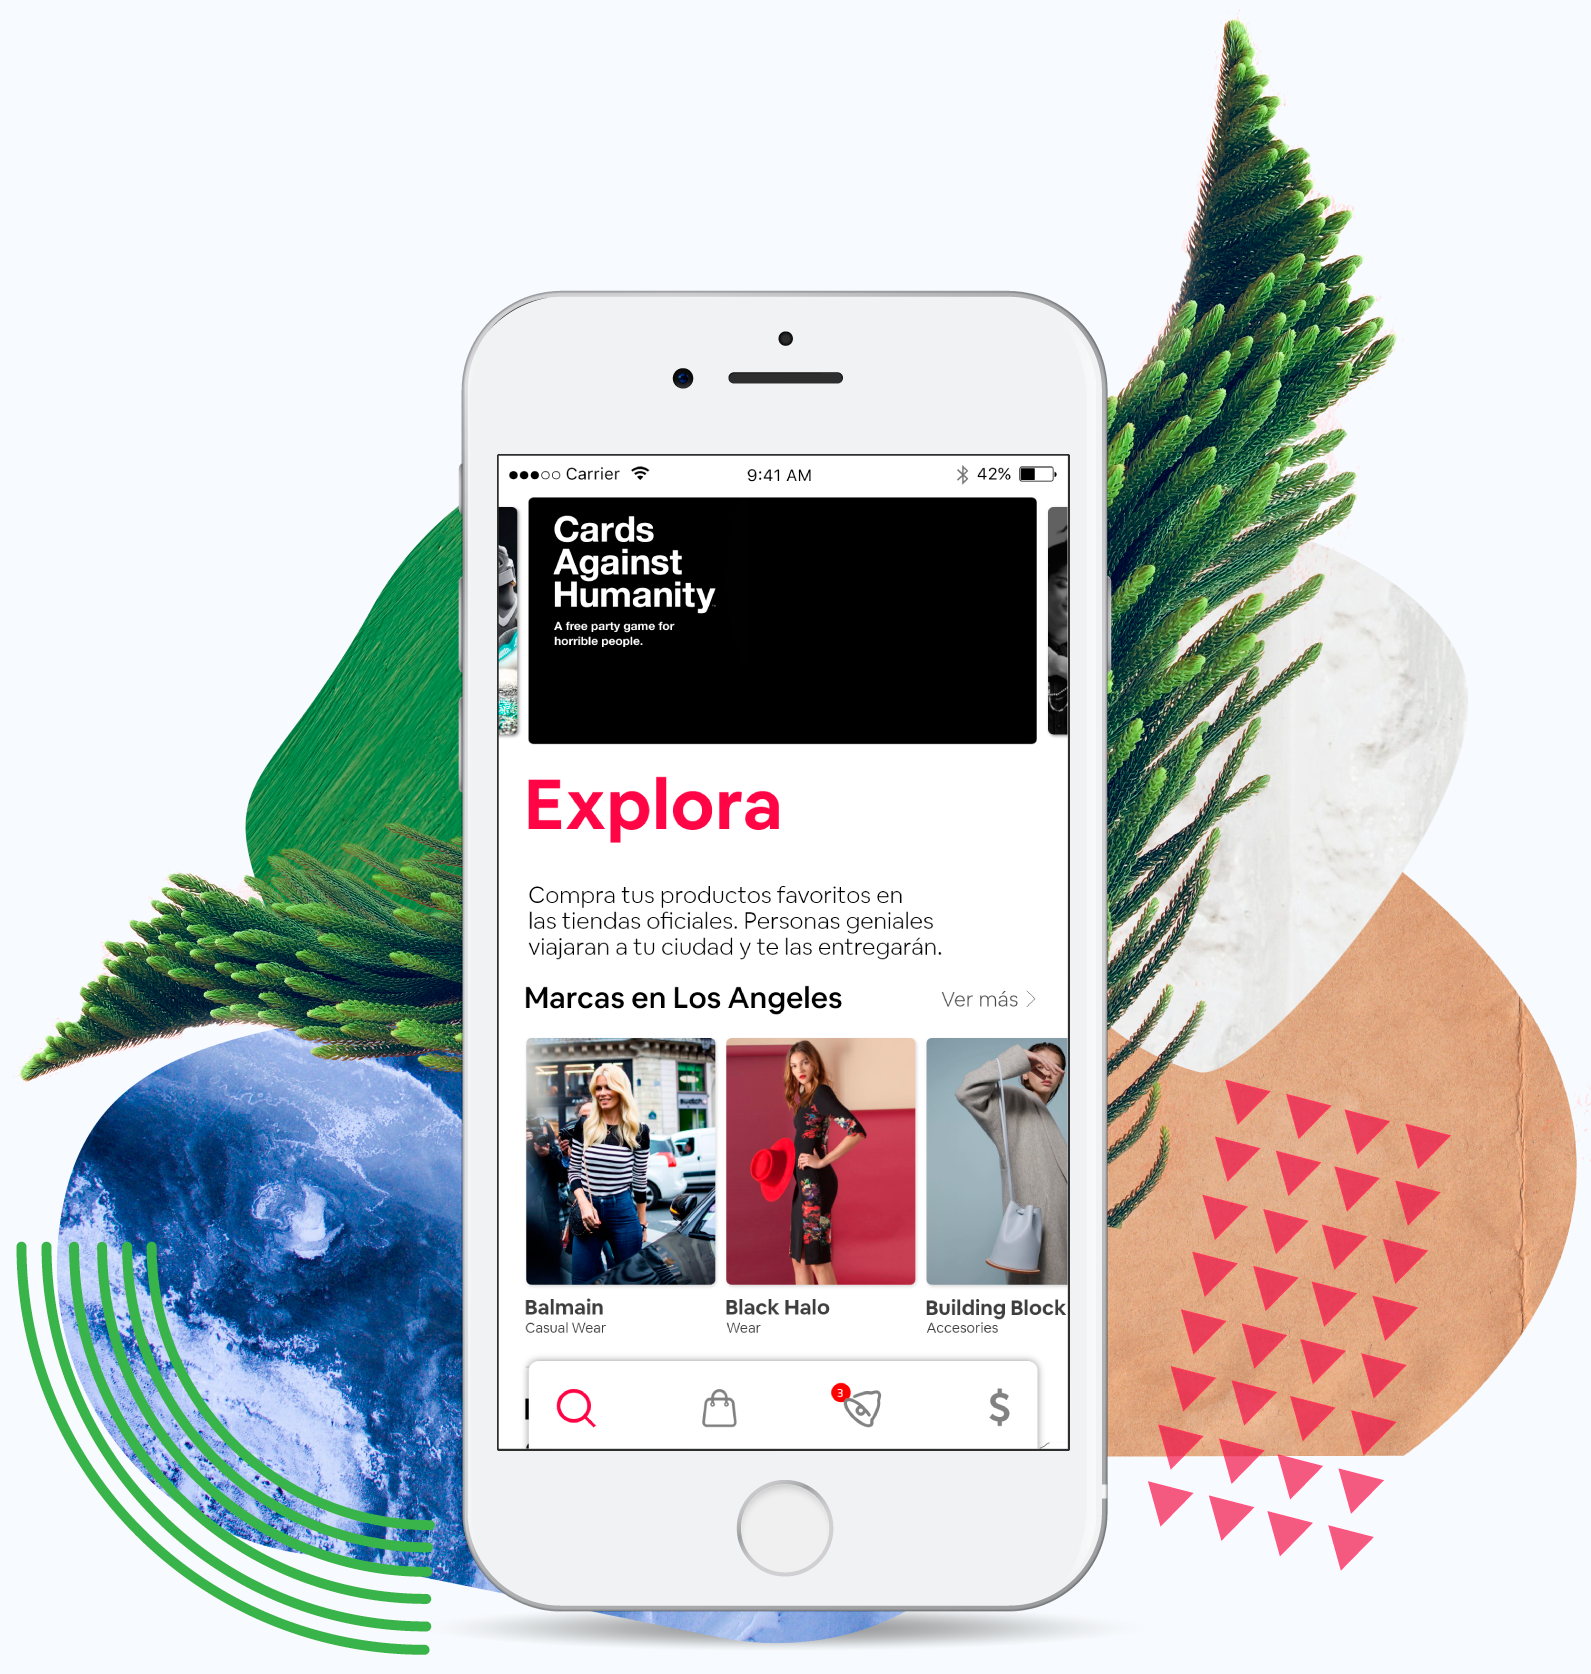 Carrier
9:41 AM
42%
Cards
Against
Humanity
A free party game for
horrible people.
Explora
Compra tus productos favoritos en
las tiendas oficiales. Personas geniales
viajaran a tu ciudad y te las entregarán.
Marcas en Los Angeles
Ver más
Balmain
Casual Wear
Black Halo
Wear
Building Block
Accesories
3
$